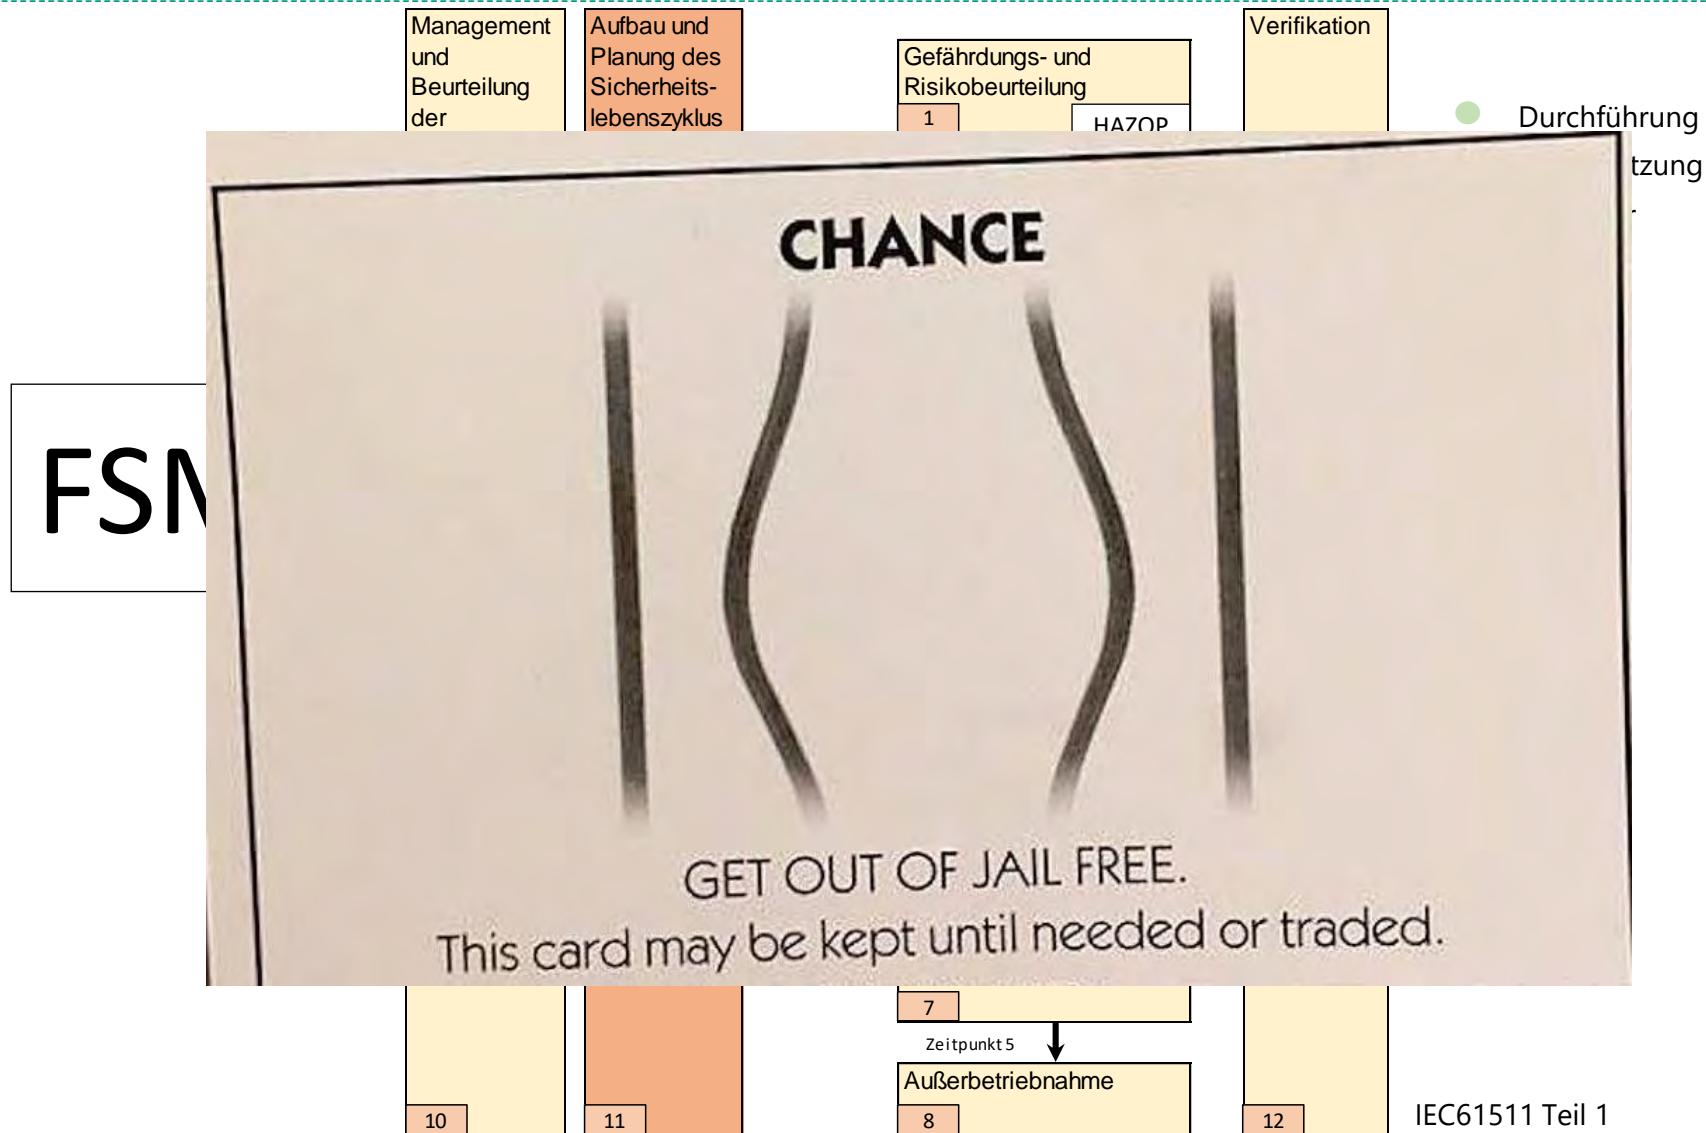 Management
und
Beurteilung
der
Aufbau und
Planung des
Sicherheits-
lebenszyklus
Gefährdungs- und
Risikobeurteilung
1
HAZOP
Verifikation
Durchführung
CHANCE
GET OUT OF JAIL FREE.
This card may be kept until needed or traded.
7
Zeitpunkt 5
Außerbetriebnahme
10
11
8
12
IEC61511 Teil 1